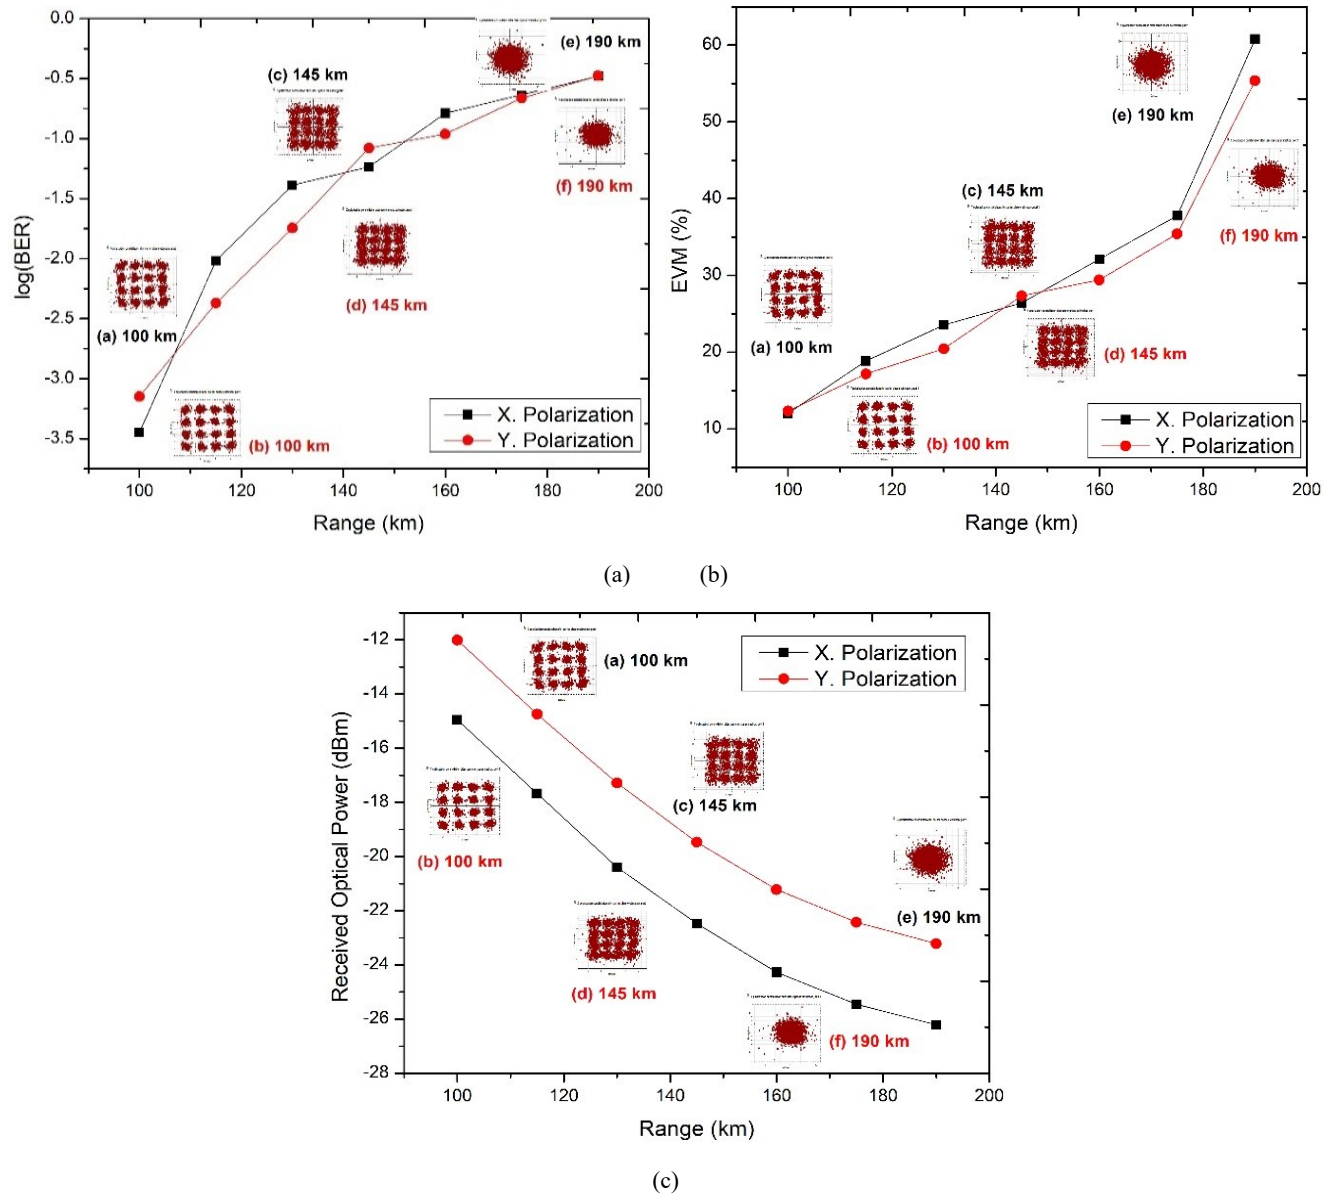 0.0
-0.5
-1.0
-1.5
-2.0
-2.5
-3.0
-3.5
log(BER)
100
120
140
160
180
200
Range (km)
(a) 100 km
(b) 100 km
(c) 145 km
(d) 145 km
(e) 190 km
(f) 190 km
X. Polarization
Y. Polarization
60
50
40
30
20
10
EVM (%)
100
120
140
160
180
200
Range (km)
(a) 100 km
(b) 100 km
(c) 145 km
(d) 145 km
(e) 190 km
(f) 190 km
X. Polarization
Y. Polarization
(a) (b)
-12
-14
-16
-18
-20
-22
-24
-26
-28
Received Optical Power (dBm)
100
120
140
160
180
200
Range (km)
(a) 100 km
(b) 100 km
(c) 145 km
(d) 145 km
(e) 190 km
(f) 190 km
X. Polarization
Y. Polarization
(c)